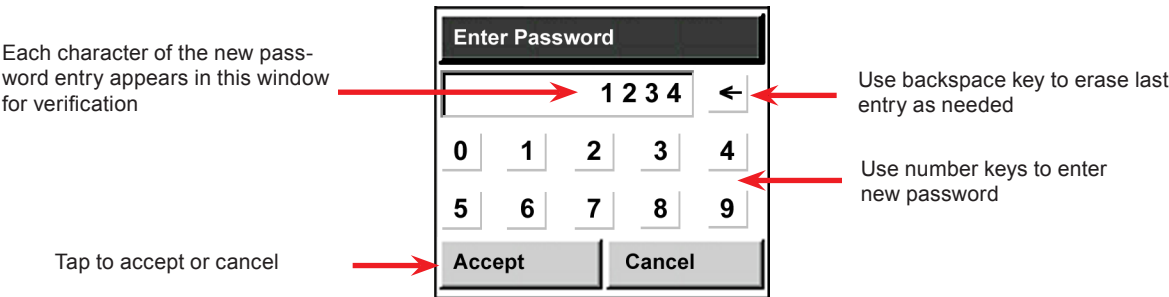 Enter Password
Each character of the new pass-
word entry appears in this window
for verification
1 2 3 4 ←
Use backspace key to erase last
entry as needed
0 1 2 3 4
Use number keys to enter
new password
5 6 7 8 9
Tap to accept or cancel
Accept Cancel